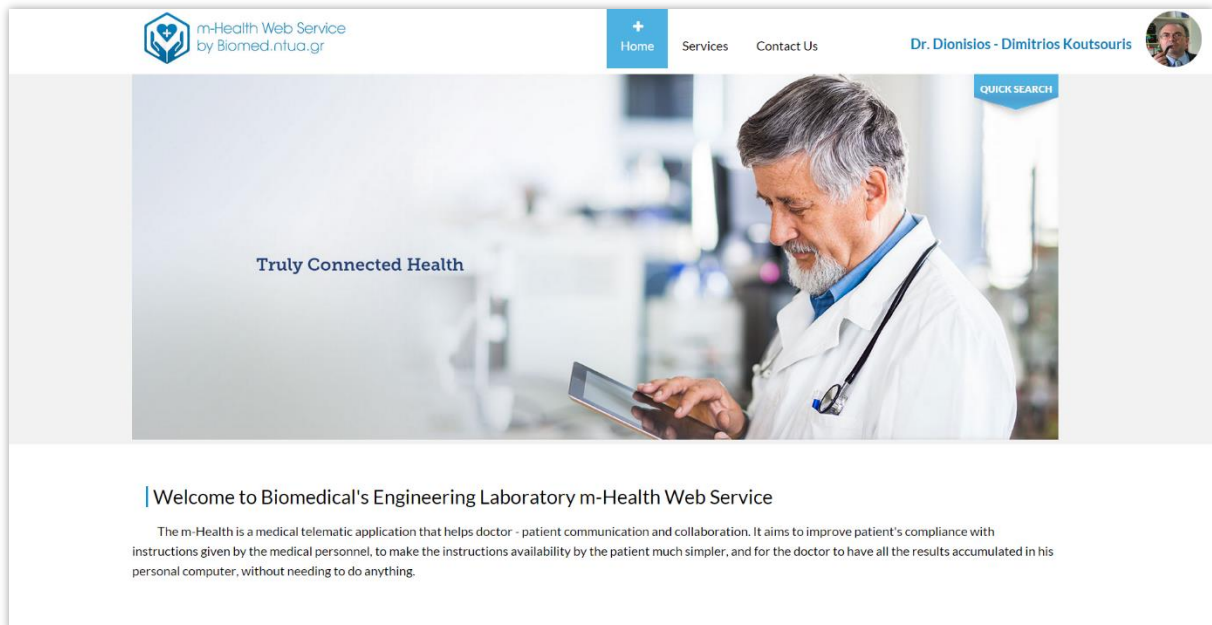 m-Health Web Service
by Biomed.ntua.gr
Home
Services
Contact Us
Dr. Dionisios - Dimitrios Koutsouris
QUICK SEARCH
Truly Connected Health
Welcome to Biomedical's Engineering Laboratory m-Health Web Service
The m-Health is a medical telematic application that helps doctor - patient communication and collaboration. It aims to improve patient's compliance with
instructions given by the medical personnel, to make the instructions availability by the patient much simpler, and for the doctor to have all the results accumulated in his
personal computer, without needing to do anything.